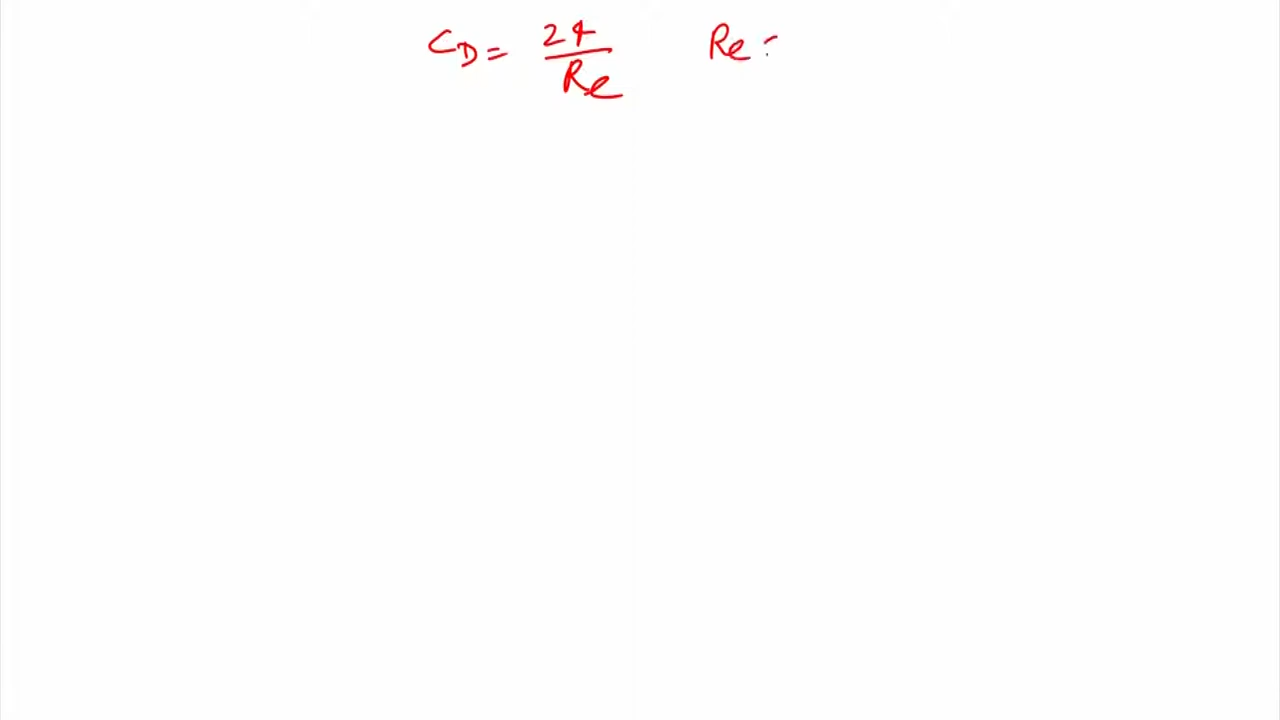 C_D = 24/Re Re :